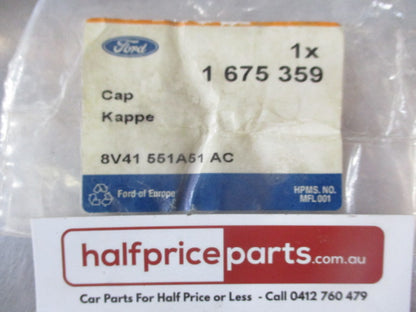 Ford
1x
1 675 359
Cap
Kappe
8V41 551A51 AC
Ford of Europe
HPMS. NO.
MFL001
halfpriceparts.com.au
Car Parts For Half Price or Less - Call 0412 760 479